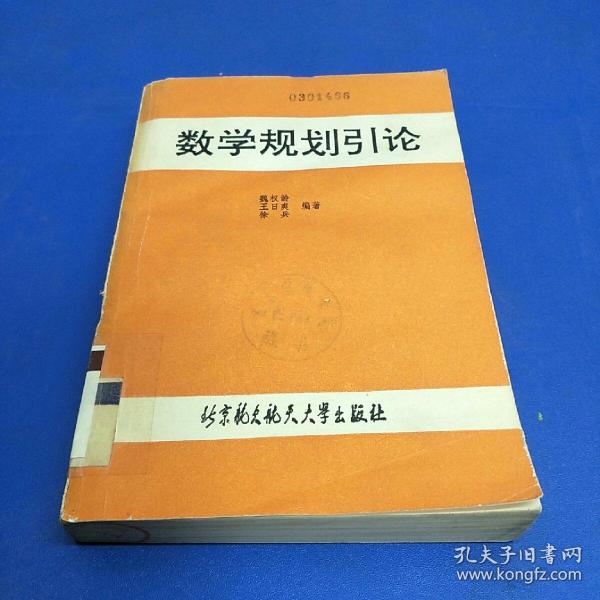 0301466
数学规划引论
魏权龄
王日爽 编著
徐兵
北京航空航天大学出版社
孔夫子旧书网
www.kongfz.com